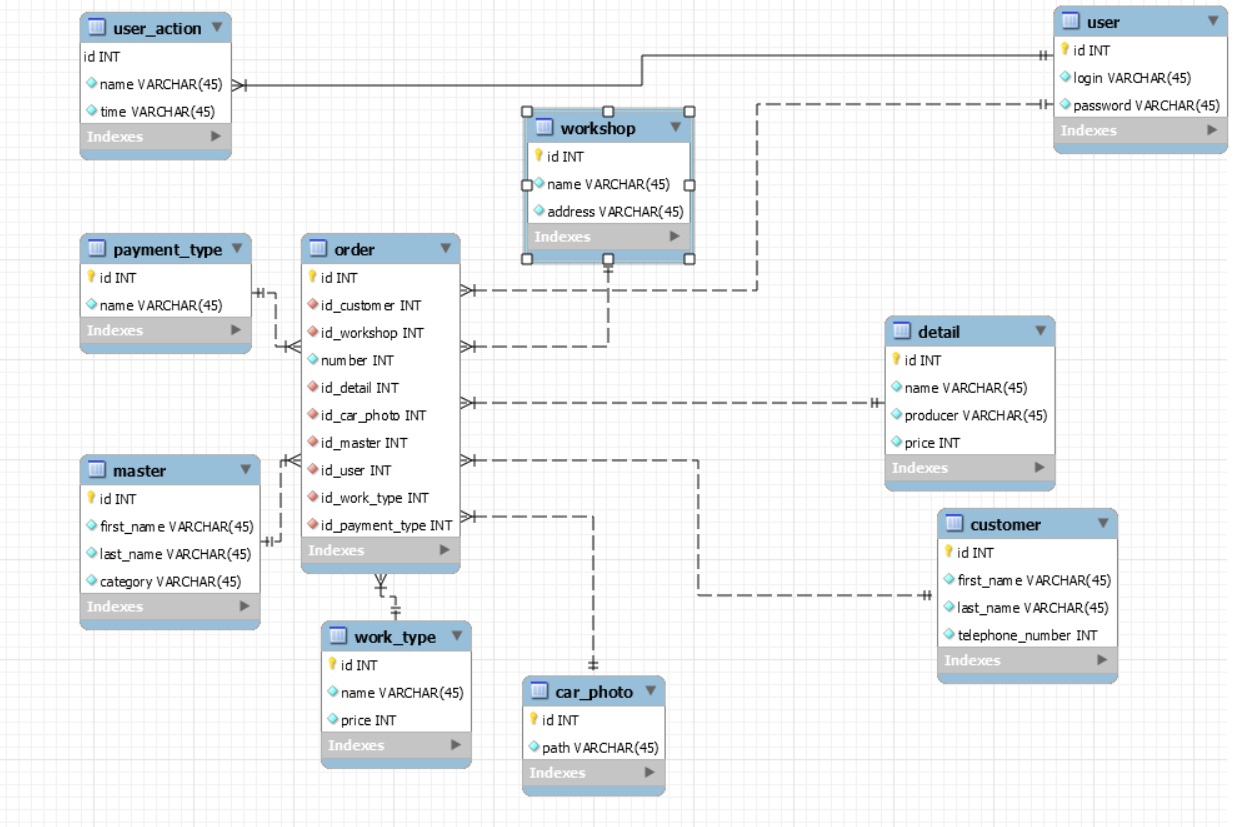 user_action
id INT
name VARCHAR(45)
time VARCHAR(45)
Indexes
user
id INT
login VARCHAR(45)
password VARCHAR(45)
Indexes
workshop
id INT
name VARCHAR(45)
address VARCHAR(45)
Indexes
payment_type
id INT
name VARCHAR(45)
Indexes
order
id INT
id_customer INT
id_workshop INT
number INT
id_detail INT
id_car_photo INT
id_master INT
id_user INT
id_work_type INT
id_payment_type INT
Indexes
detail
id INT
name VARCHAR(45)
producer VARCHAR(45)
price INT
Indexes
master
id INT
first_name VARCHAR(45)
last_name VARCHAR(45)
category VARCHAR(45)
Indexes
customer
id INT
first_name VARCHAR(45)
last_name VARCHAR(45)
telephone_number INT
Indexes
work_type
id INT
name VARCHAR(45)
price INT
Indexes
car_photo
id INT
path VARCHAR(45)
Indexes